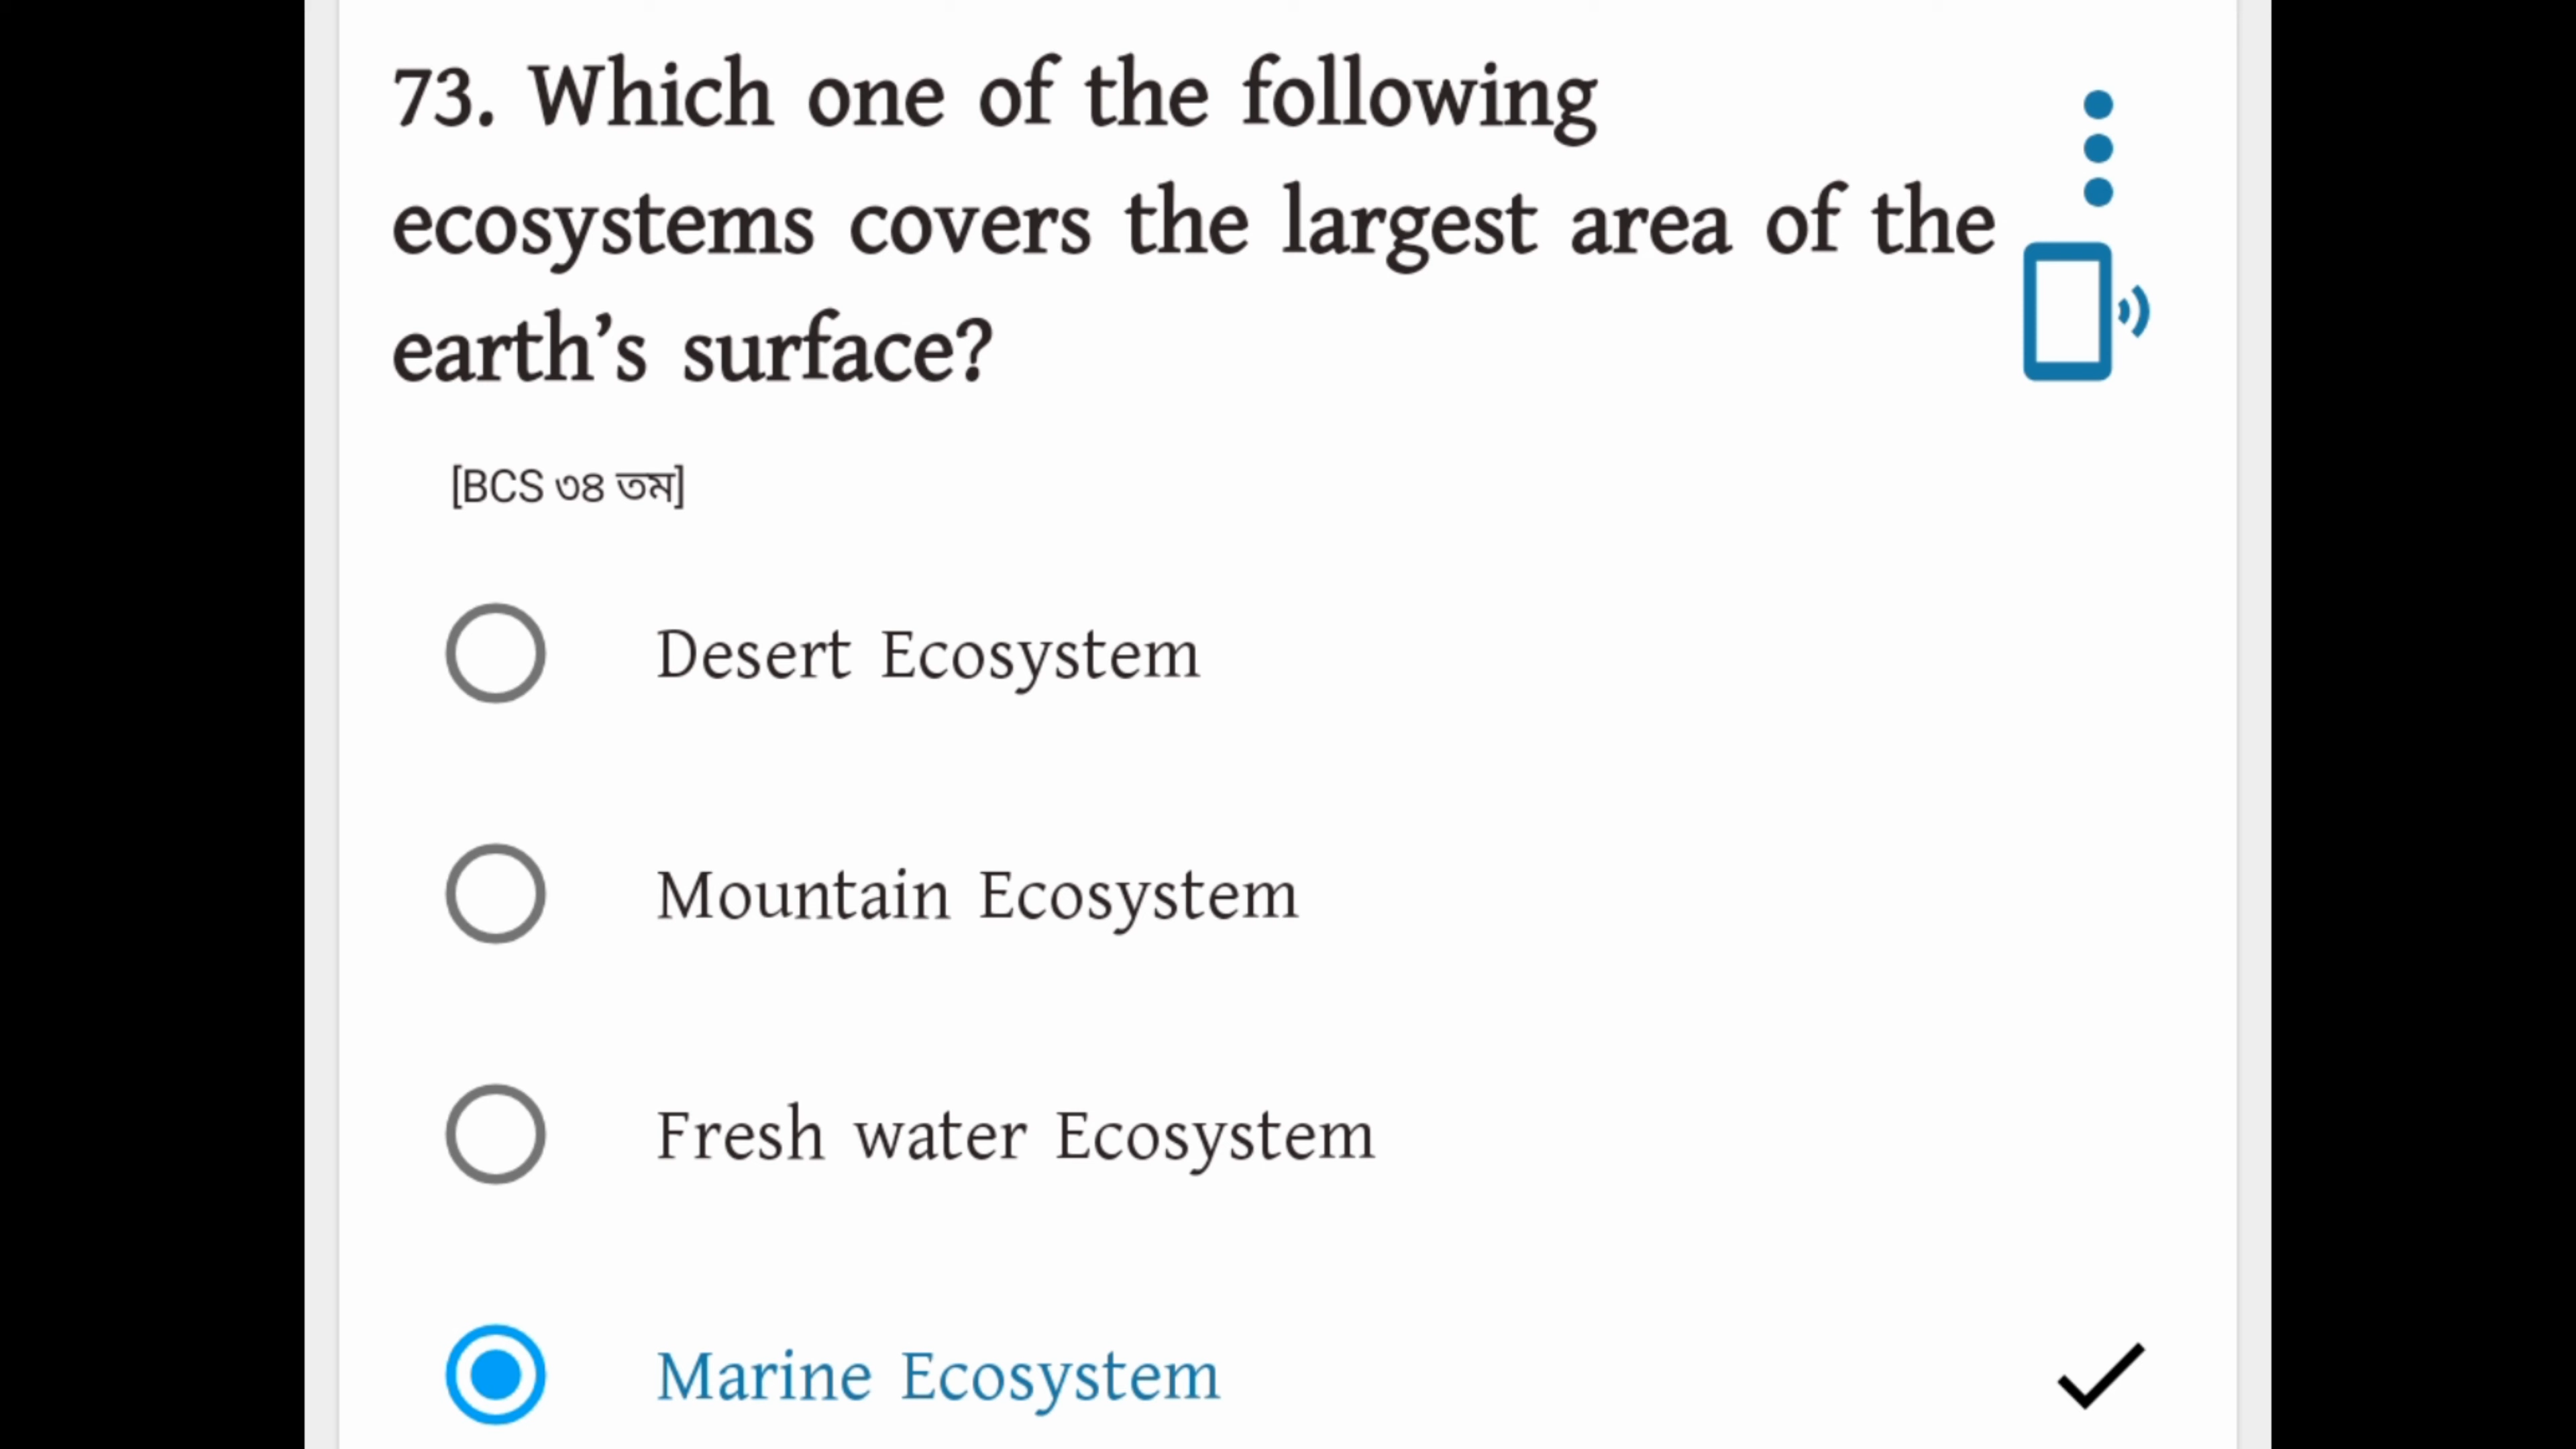 73. Which one of the following
ecosystems covers the largest area of the
earth’s surface?
[BCS ৩৪ তম]
Desert Ecosystem
Mountain Ecosystem
Fresh water Ecosystem
Marine Ecosystem